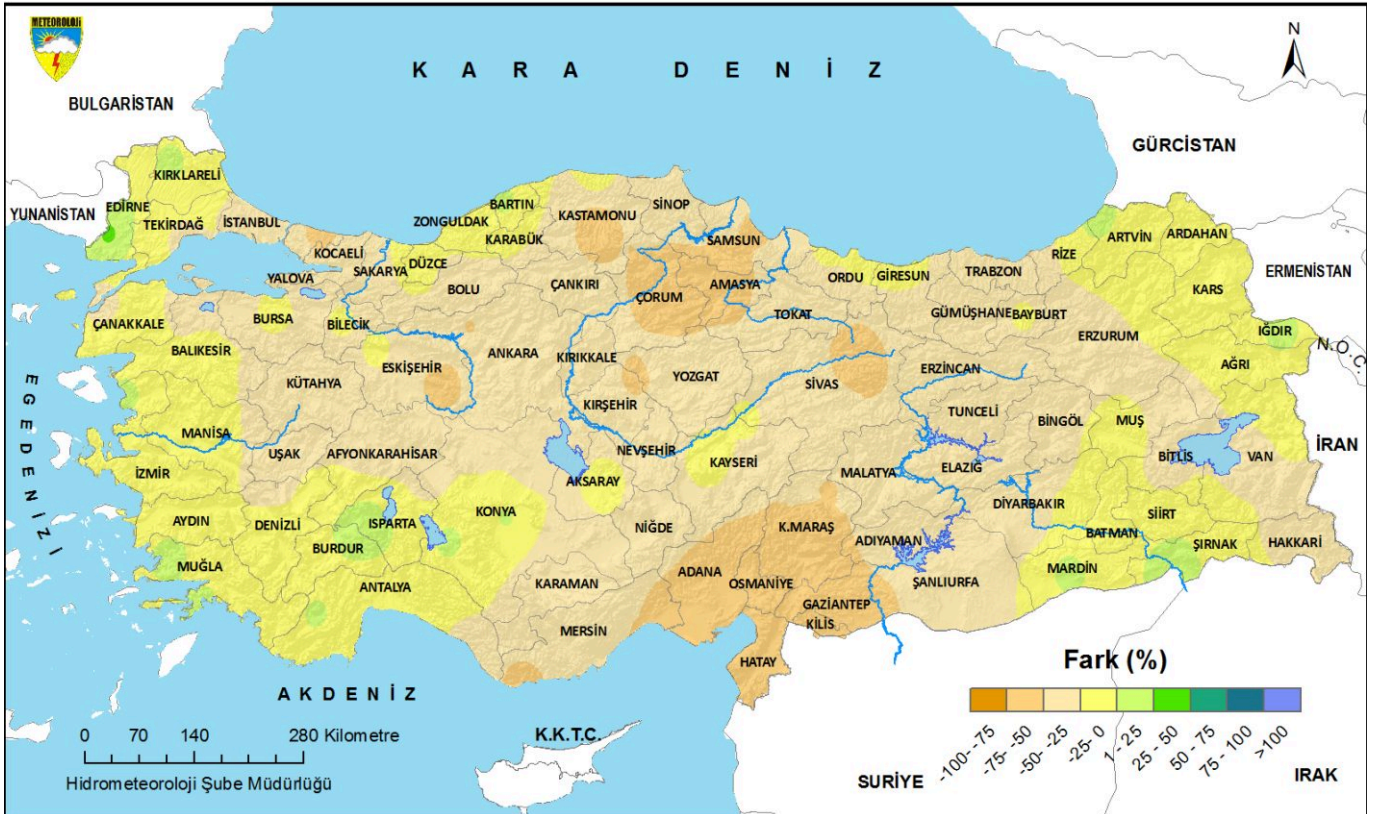 METEOROLOJİ
K A R A   D E N İ Z
N
BULGARİSTAN
GÜRCİSTAN
YUNANİSTAN
ERMENİSTAN
N.Ö.C.
İRAN
E G E D E N İ Z İ
KIRKLARELİ
EDİRNE
TEKİRDAĞ
İSTANBUL
KOCAELİ
YALOVA
SAKARYA
DÜZCE
ZONGULDAK
BARTIN
KARABÜK
KASTAMONU
SİNOP
SAMSUN
BOLU
ÇANKIRI
ÇORUM
AMASYA
TOKAT
ORDU
GİRESUN
TRABZON
RİZE
ARTVİN
ARDAHAN
KARS
IĞDIR
GÜMÜŞHANE
BAYBURT
ERZURUM
AĞRI
ÇANAKKALE
BALIKESİR
BURSA
BİLECİK
ESKİŞEHİR
KÜTAHYA
ANKARA
KIRIKKALE
YOZGAT
SİVAS
ERZİNCAN
TUNCELİ
BİNGÖL
MUŞ
BİTLİS
VAN
MANİSA
UŞAK
AFYONKARAHİSAR
KIRŞEHİR
NEVŞEHİR
KAYSERİ
MALATYA
ELAZIĞ
İZMİR
AKSARAY
DİYARBAKIR
SİİRT
BATMAN
ŞIRNAK
HAKKARİ
AYDIN
DENİZLİ
ISPARTA
KONYA
NİĞDE
K.MARAŞ
ADIYAMAN
MARDİN
BURDUR
MUĞLA
ANTALYA
KARAMAN
ADANA
OSMANİYE
ŞANLIURFA
GAZİANTEP
KİLİS
MERSİN
HATAY
A K D E N İ Z
K.K.T.C.
SURİYE
IRAK
0 70 140 280 Kilometre
Hidrometeoroloji Şube Müdürlüğü
Fark (%)
-100--75
-75--50
-50--25
-25- 0
1 - 25
25 - 50
50 - 75
75 - 100
>100